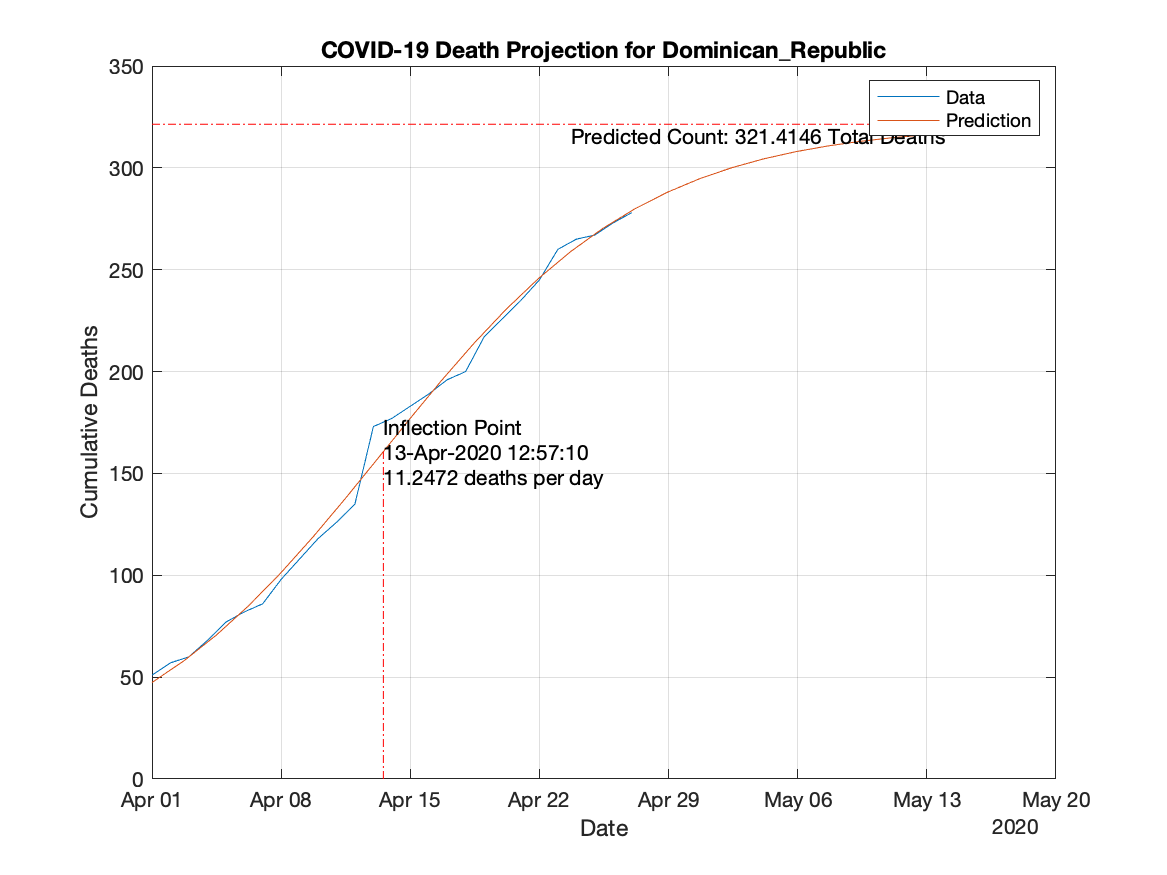 COVID-19 Death Projection for Dominican_Republic
350
300
250
200
150
100
50
0
Cumulative Deaths
Data
Prediction
Predicted Count: 321.4146 Total Deaths
Inflection Point
13-Apr-2020 12:57:10
11.2472 deaths per day
Apr 01 Apr 08 Apr 15 Apr 22 Apr 29 May 06 May 13 May 20
Date
2020